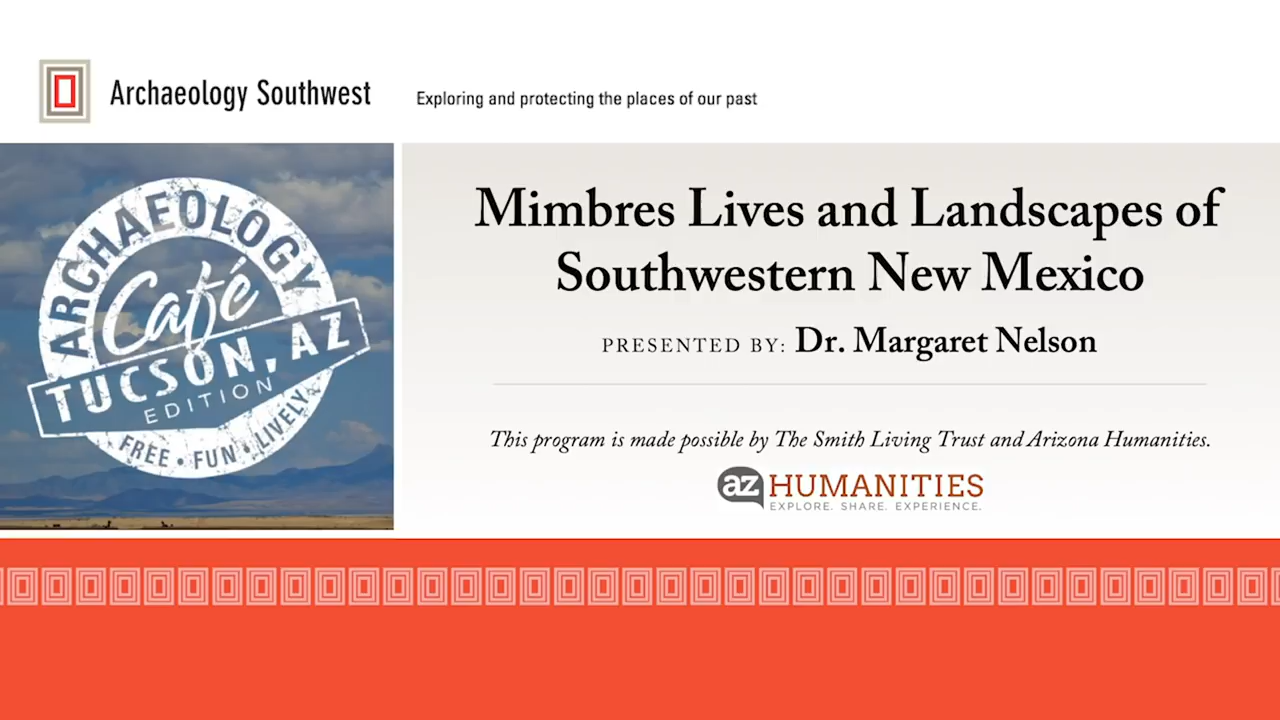 Archaeology Southwest
Exploring and protecting the places of our past
ARCHAEOLOGY
Café
TUCSON, AZ
EDITION
FREE • FUN • LIVELY
Mimbres Lives and Landscapes of
Southwestern New Mexico
PRESENTED BY: Dr. Margaret Nelson
This program is made possible by The Smith Living Trust and Arizona Humanities.
az HUMANITIES
EXPLORE. SHARE. EXPERIENCE.